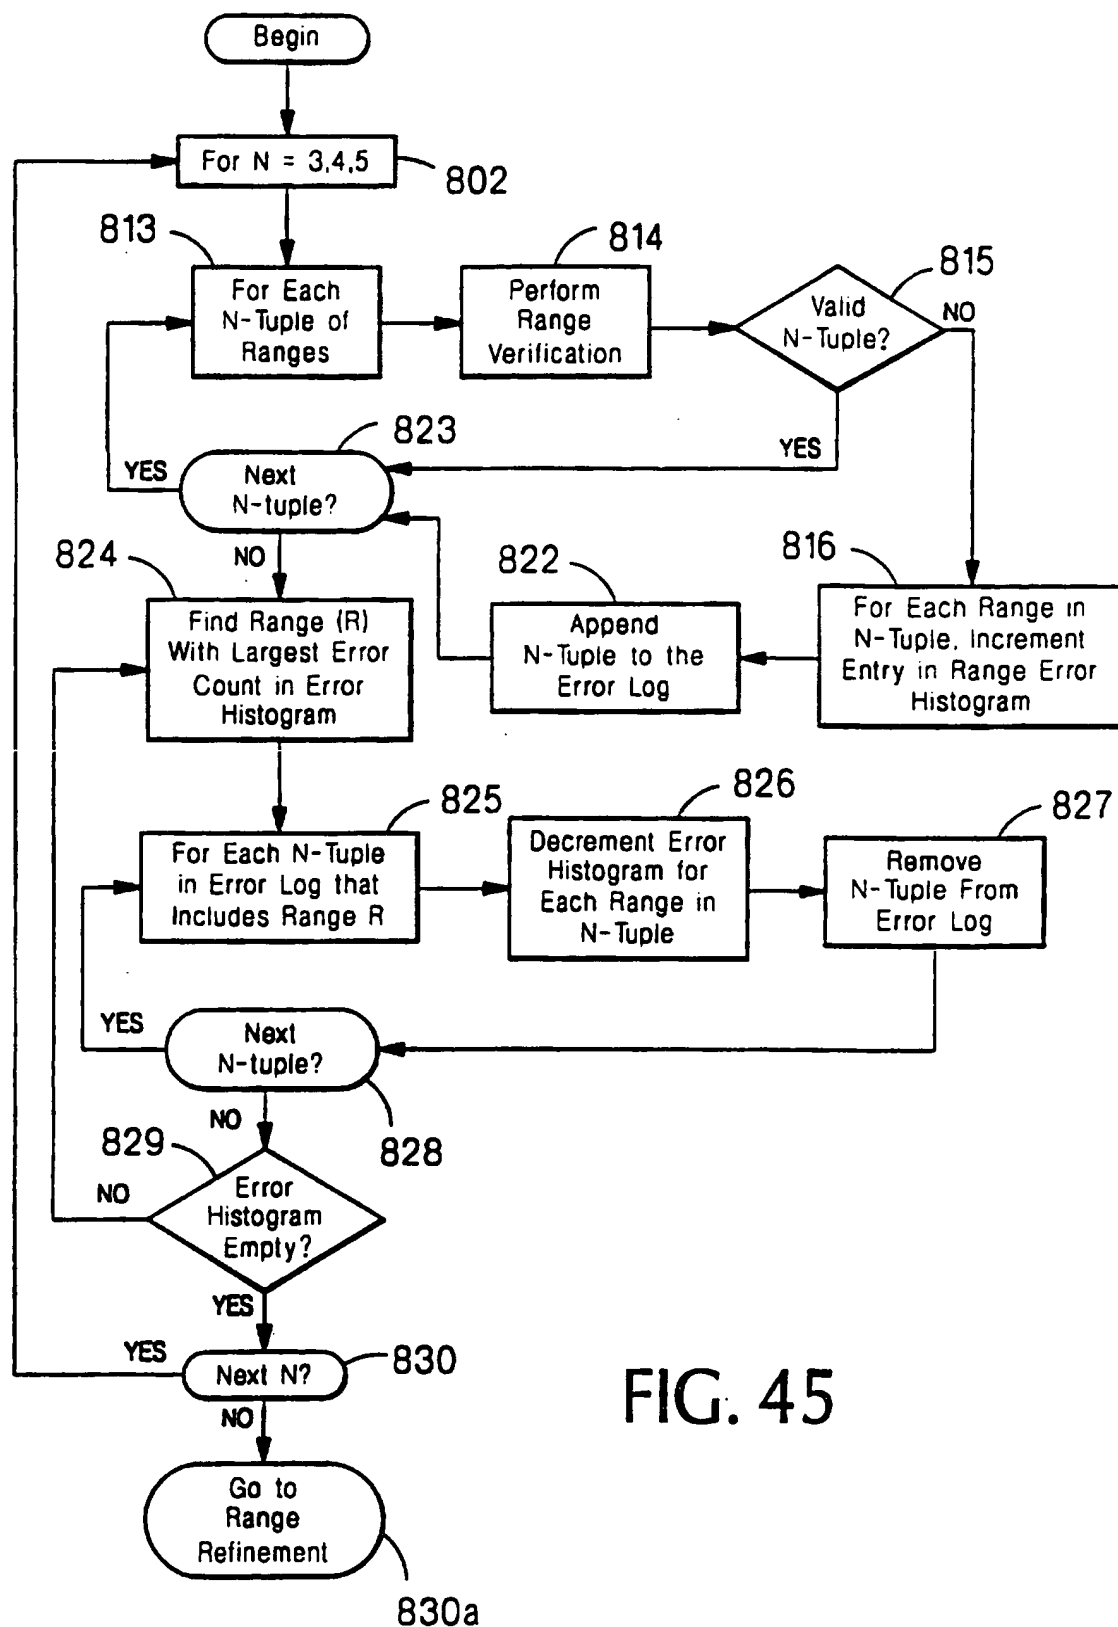 Begin
For N = 3,4,5
802
813
For Each
N-Tuple of
Ranges
814
Perform
Range
Verification
815
Valid
N-Tuple?
NO
YES
823
Next
N-tuple?
YES
NO
824
Find Range (R)
With Largest Error
Count in Error
Histogram
822
Append
N-Tuple to the
Error Log
816
For Each Range in
N-Tuple, Increment
Entry in Range Error
Histogram
825
For Each N-Tuple
in Error Log that
Includes Range R
826
Decrement Error
Histogram for
Each Range in
N-Tuple
827
Remove
N-Tuple From
Error Log
YES
Next
N-tuple?
828
NO
829
Error
Histogram
Empty?
NO
YES
YES
Next N?
830
NO
Go to
Range
Refinement
830a
FIG. 45